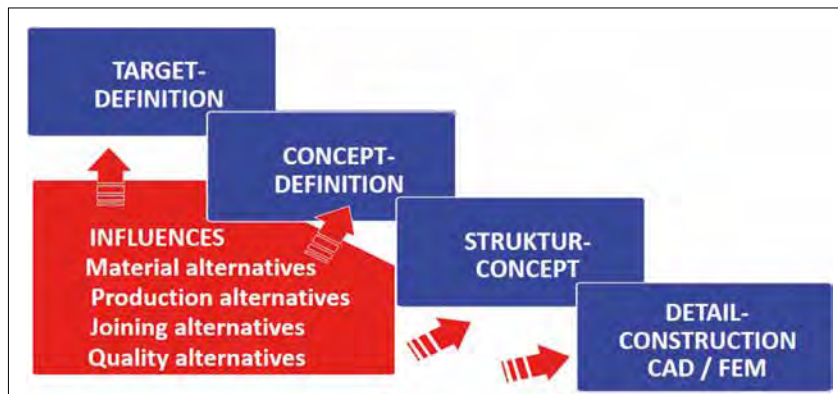 TARGET-
DEFINITION
CONCEPT-
DEFINITION
INFLUENCES
Material alternatives
Production alternatives
Joining alternatives
Quality alternatives
STRUKTUR-
CONCEPT
DETAIL-
CONSTRUCTION
CAD / FEM